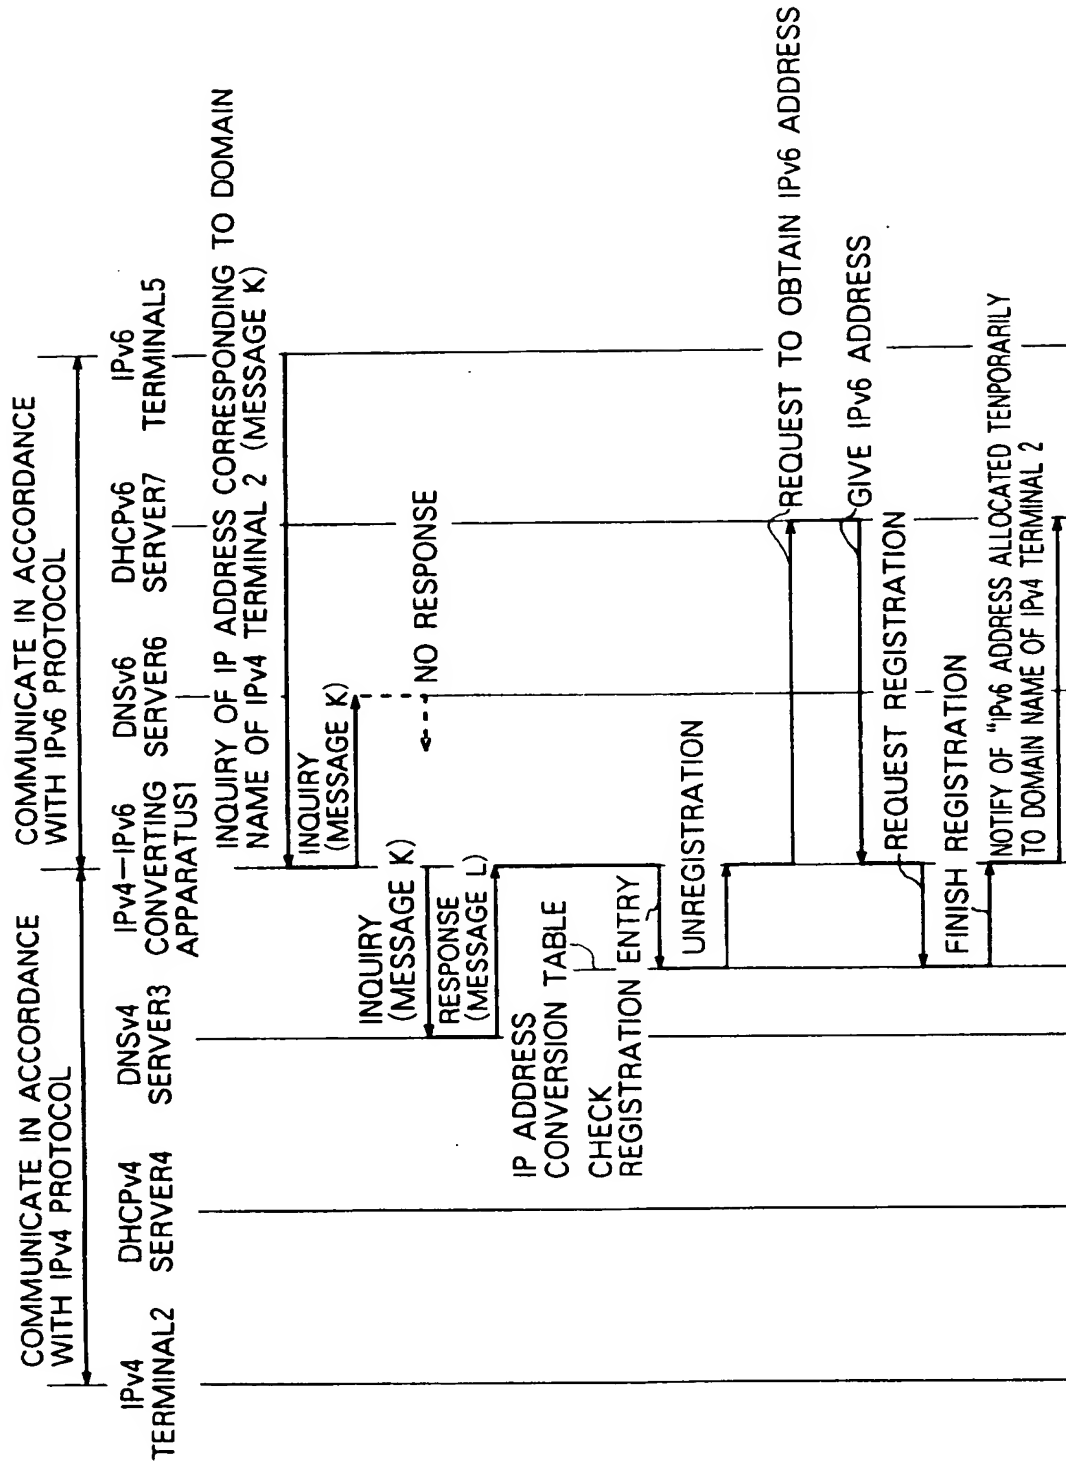 COMMUNICATE IN ACCORDANCE
WITH IPv4 PROTOCOL
COMMUNICATE IN ACCORDANCE
WITH IPv6 PROTOCOL
IPv4
TERMINAL2
DHCPv4
SERVER4
DNSv4
SERVER3
IPv4-IPv6
CONVERTING
APPARATUS1
DNSv6
SERVER6
DHCPv6
SERVER7
IPv6
TERMINAL5
INQUIRY OF IP ADDRESS CORRESPONDING TO DOMAIN
NAME OF IPv4 TERMINAL 2 (MESSAGE K)
INQUIRY
(MESSAGE K)
NO RESPONSE
INQUIRY
(MESSAGE K)
RESPONSE
(MESSAGE L)
IP ADDRESS
CONVERSION TABLE
CHECK
REGISTRATION ENTRY
UNREGISTRATION
REQUEST TO OBTAIN IPv6 ADDRESS
GIVE IPv6 ADDRESS
REQUEST REGISTRATION
FINISH REGISTRATION
NOTIFY OF "IPv6 ADDRESS ALLOCATED TENPORARILY
TO DOMAIN NAME OF IPv4 TERMINAL 2